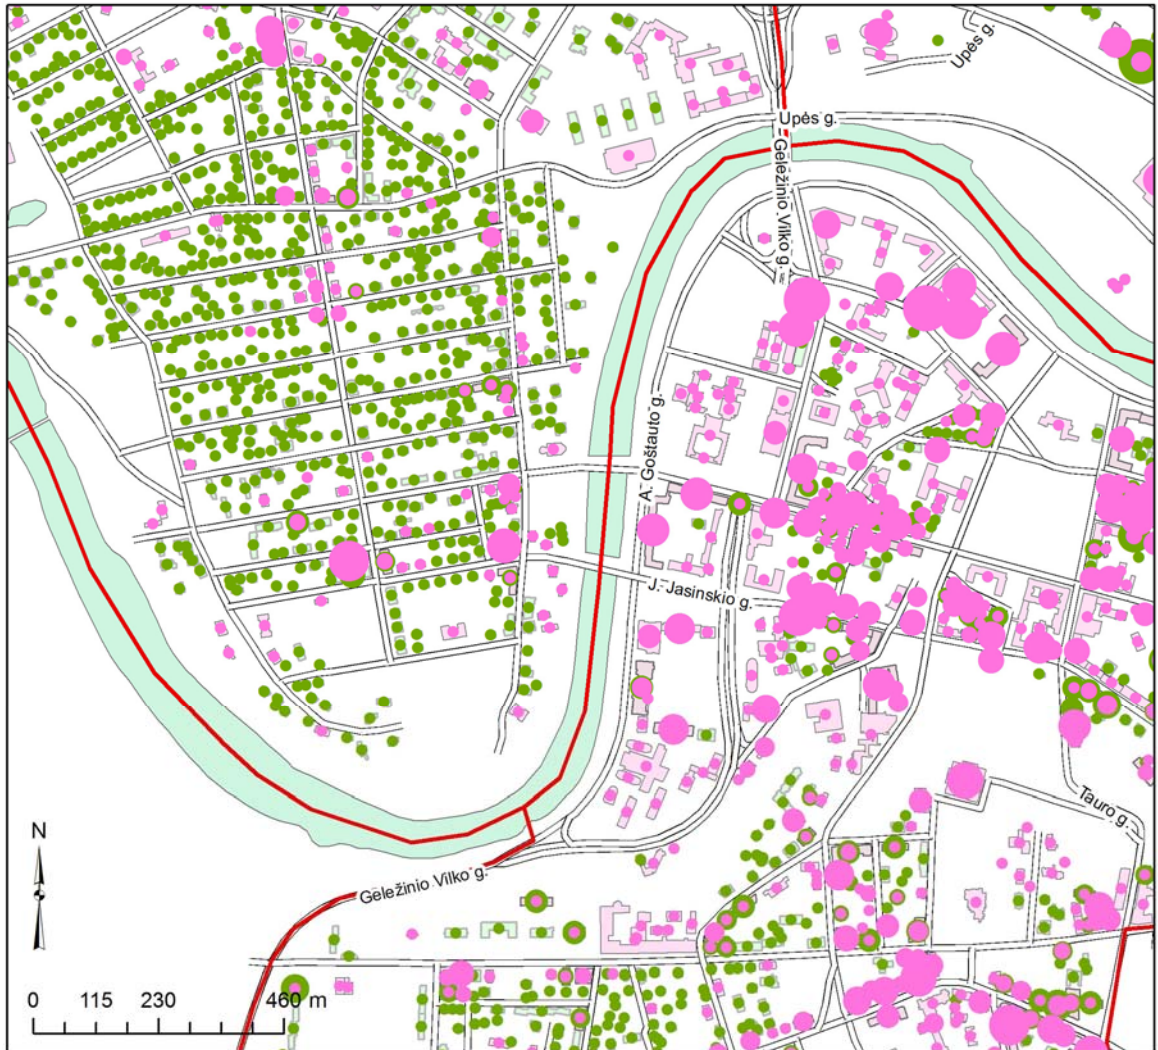 Upės g.
Upės g.
Geležinio Vilko g.
A. Goštauto g.
J. Jasinskio g.
Tauro g.
Geležinio Vilko g.
N
0 115 230 460 m